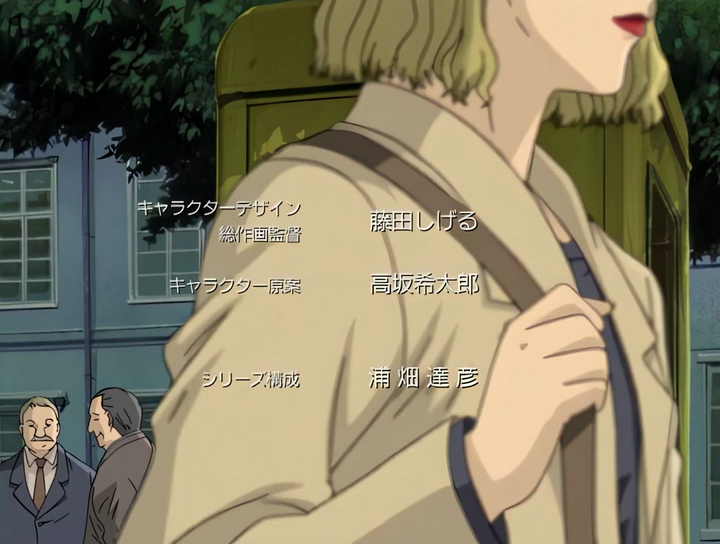 キャラクターデザイン
総作画監督 藤田しげる
キャラクター原案 高坂希太郎
シリーズ構成 浦畑達彦